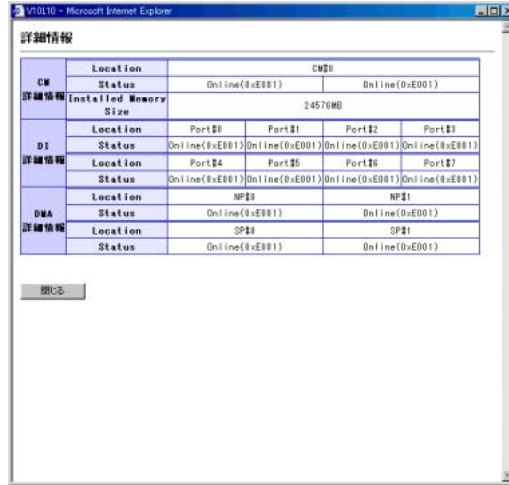 V10L10 - Microsoft Internet Explorer
詳細情報
CM
詳細情報
Location CM#0
Status Online(0xE001) Online(0xE001)
Installed Memory Size 24576MB
DI
詳細情報
Location Port#0 Port#1 Port#2 Port#3
Status Online(0xE001) Online(0xE001) Online(0xE001) Online(0xE001)
Location Port#4 Port#5 Port#6 Port#7
Status Online(0xE001) Online(0xE001) Online(0xE001) Online(0xE001)
DMA
詳細情報
Location NP#0 NP#1
Status Online(0xE001) Online(0xE001)
Location SP#0 SP#1
Status Online(0xE001) Online(0xE001)
閉じる